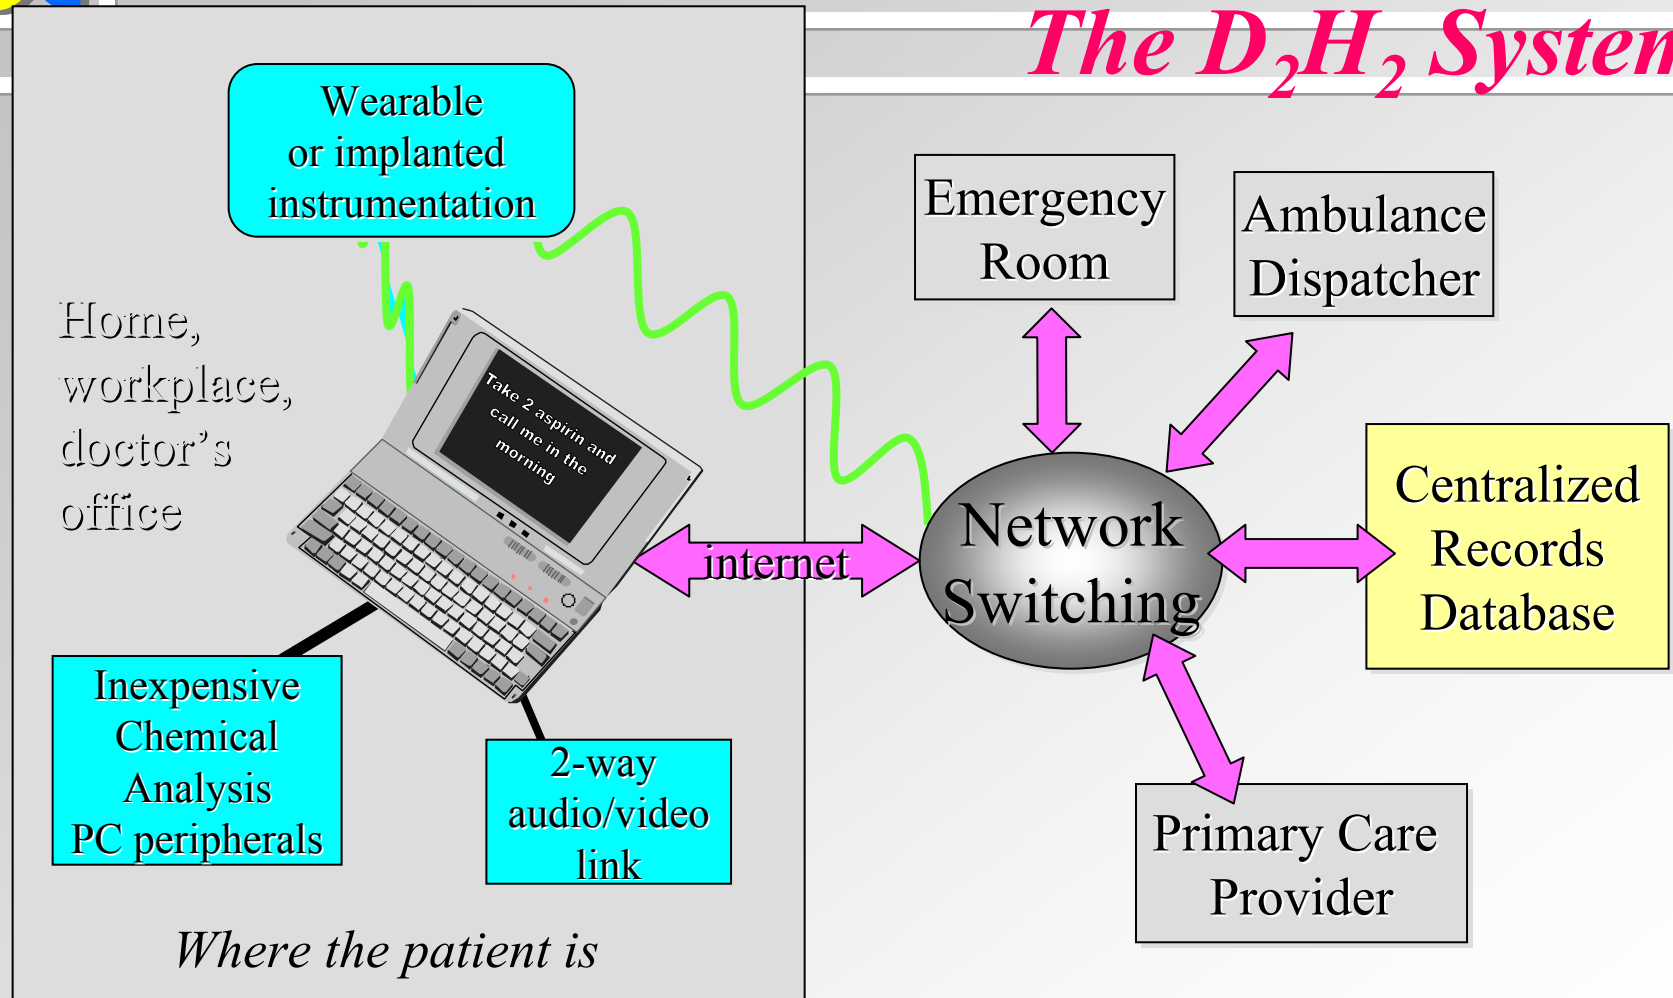 The D₂H₂ System
Wearable
or implanted
instrumentation
Home,
workplace,
doctor's
office
Take 2 aspirin and
call me in the
morning
internet
Inexpensive
Chemical
Analysis
PC peripherals
2-way
audio/video
link
Where the patient is
Emergency
Room
Ambulance
Dispatcher
Network
Switching
Centralized
Records
Database
Primary Care
Provider